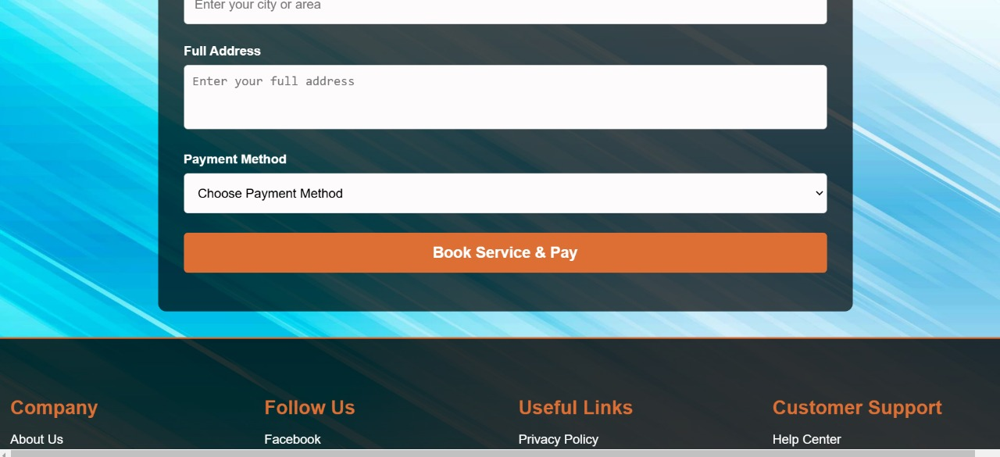 Enter your city or area
Full Address
Enter your full address
Payment Method
Choose Payment Method
Book Service & Pay
Company
Follow Us
Useful Links
Customer Support
About Us
Facebook
Privacy Policy
Help Center